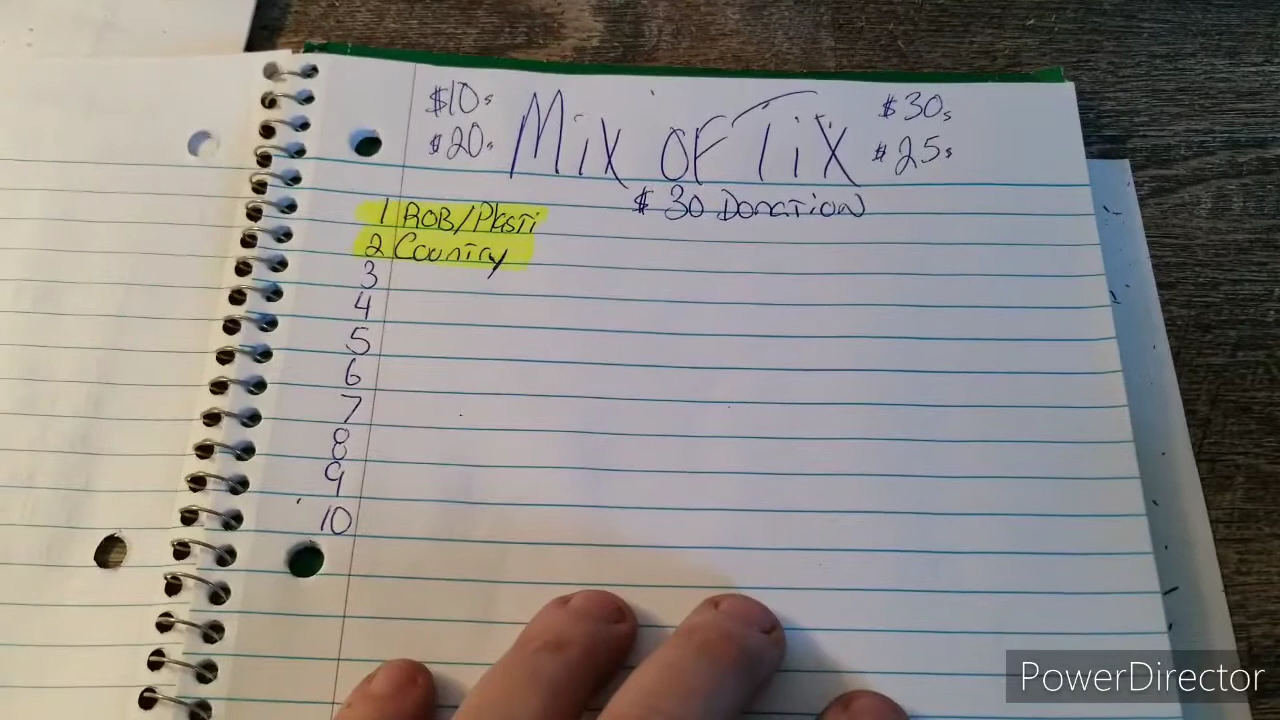 $10s
$20s
Mix OF Tix
$30s
$25s
$30 Donation
1 ROB/Plasti
2 Country
3
4
5
6
7
8
9
10
PowerDirector